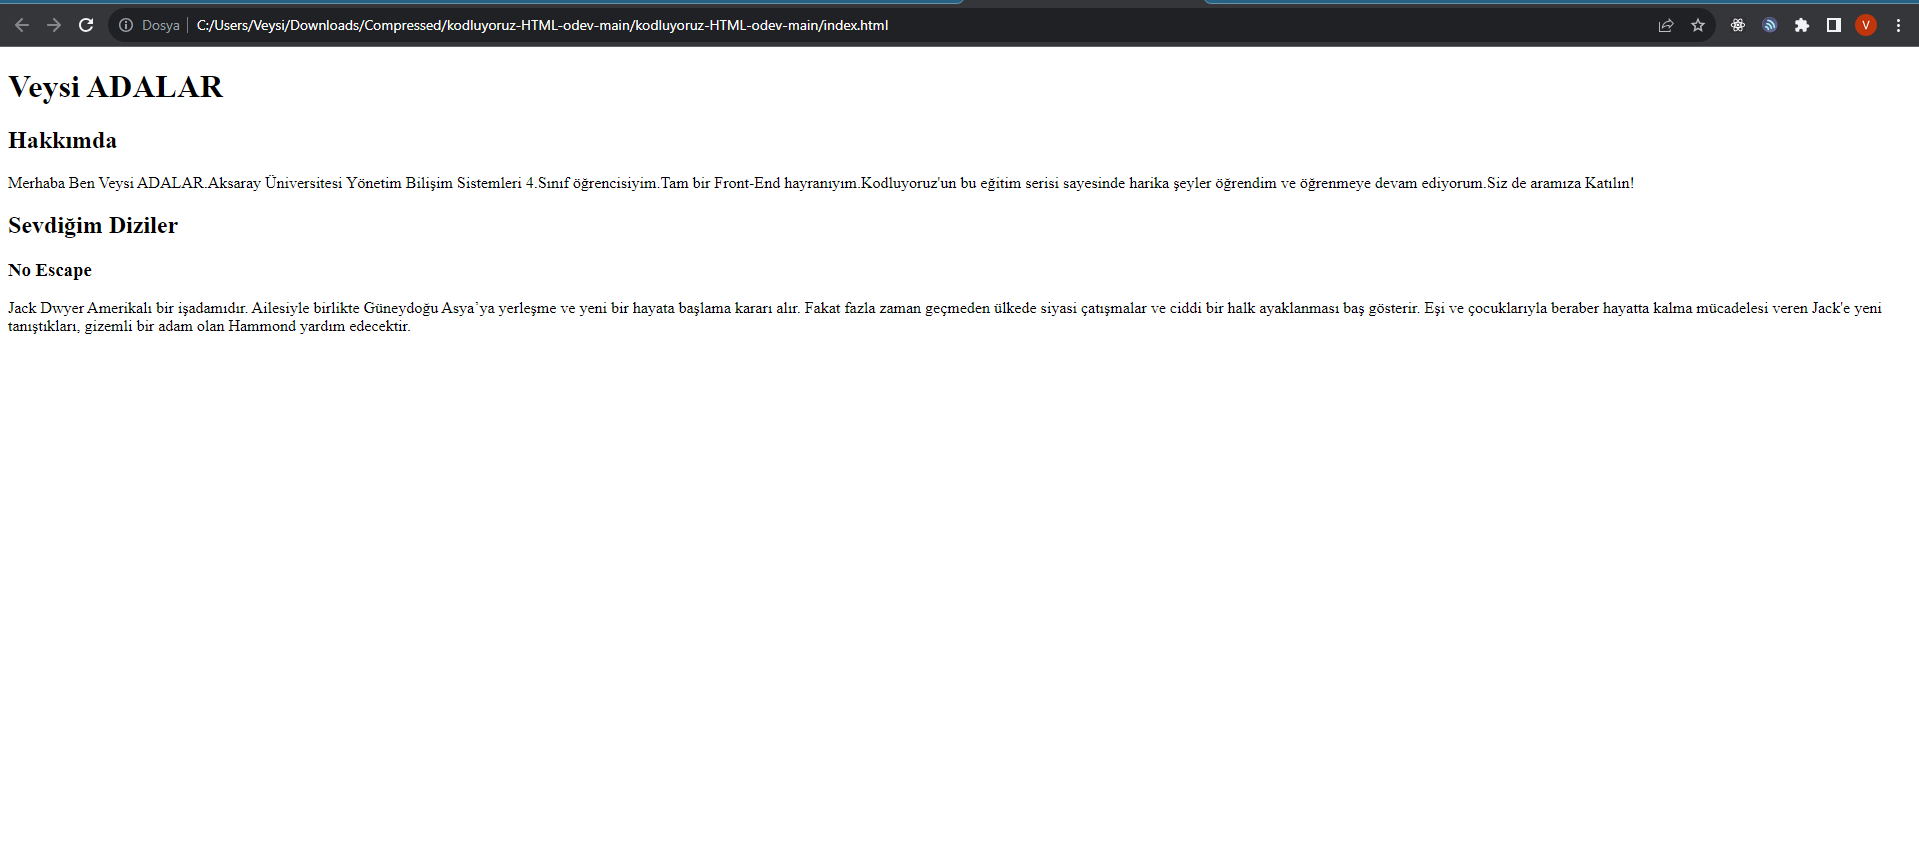 Dosya
C:/Users/Veysi/Downloads/Compressed/kodluyoruz-HTML-odev-main/kodluyoruz-HTML-odev-main/index.html
V
Veysi ADALAR
Hakkımda
Merhaba Ben Veysi ADALAR.Aksaray Üniversitesi Yönetim Bilişim Sistemleri 4.Sınıf öğrencisiyim.Tam bir Front-End hayranıyım.Kodluyoruz'un bu eğitim serisi sayesinde harika şeyler öğrendim ve öğrenmeye devam ediyorum.Siz de aramıza Katılın!
Sevdiğim Diziler
No Escape
Jack Dwyer Amerikalı bir işadamıdır. Ailesiyle birlikte Güneydoğu Asya’ya yerleşme ve yeni bir hayata başlama kararı alır. Fakat fazla zaman geçmeden ülkede siyasi çatışmalar ve ciddi bir halk ayaklanması baş gösterir. Eşi ve çocuklarıyla beraber hayatta kalma mücadelesi veren Jack'e yeni
tanıştıkları, gizemli bir adam olan Hammond yardım edecektir.